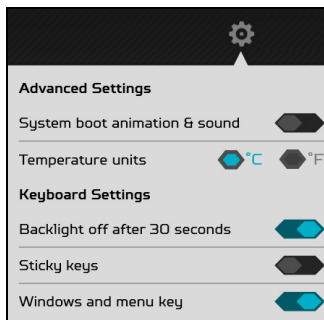 Advanced Settings
System boot animation & sound
Temperature units °C °F
Keyboard Settings
Backlight off after 30 seconds
Sticky keys
Windows and menu key